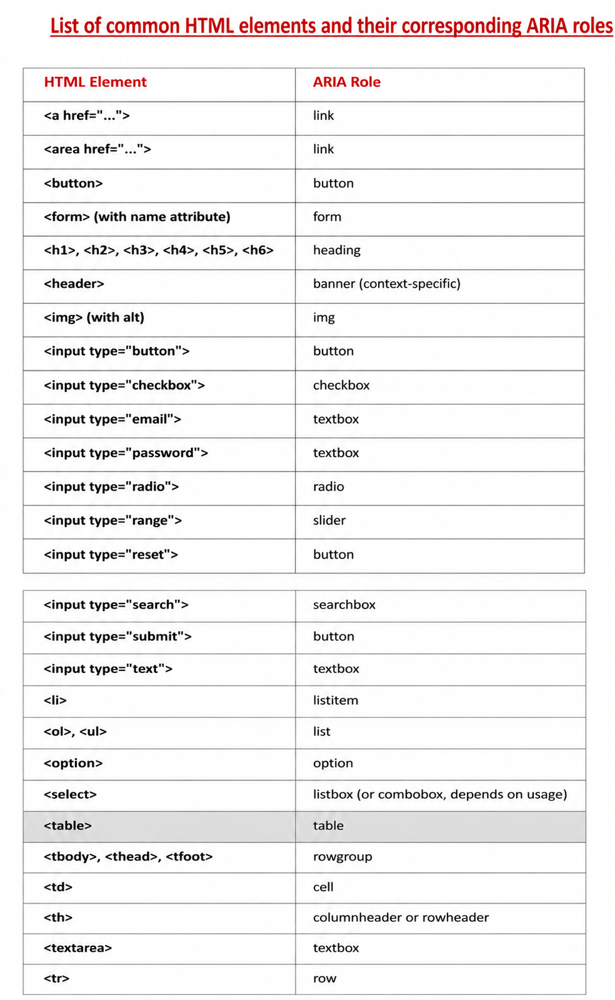 List of common HTML elements and their corresponding ARIA roles
HTML Element ARIA Role
<a href="..."> link
<area href="..."> link
<button> button
<form> (with name attribute) form
<h1>, <h2>, <h3>, <h4>, <h5>, <h6> heading
<header> banner (context-specific)
<img> (with alt) img
<input type="button"> button
<input type="checkbox"> checkbox
<input type="email"> textbox
<input type="password"> textbox
<input type="radio"> radio
<input type="range"> slider
<input type="reset"> button
<input type="search"> searchbox
<input type="submit"> button
<input type="text"> textbox
<li> listitem
<ol>, <ul> list
<option> option
<select> listbox (or combobox, depends on usage)
<table> table
<tbody>, <thead>, <tfoot> rowgroup
<td> cell
<th> columnheader or rowheader
<textarea> textbox
<tr> row